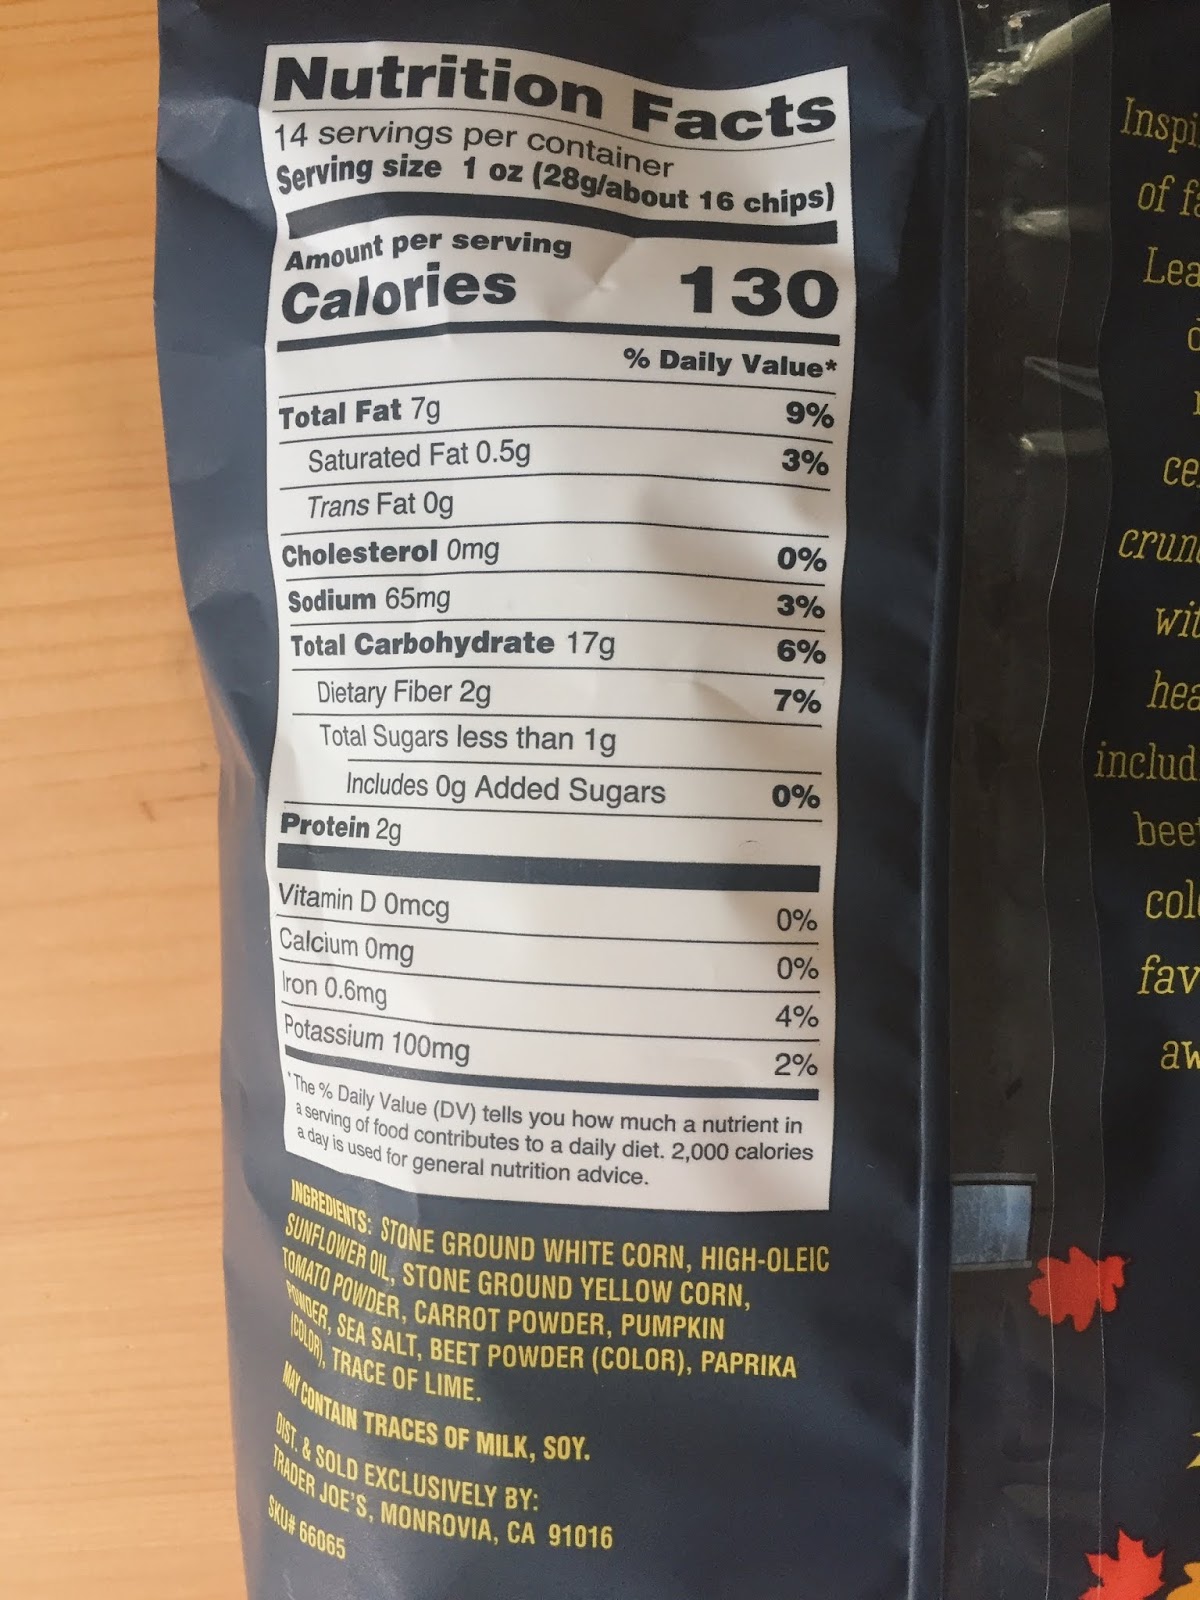 Nutrition Facts
14 servings per container
Serving size 1 oz (28g/about 16 chips)
Amount per serving
Calories 130
% Daily Value*
Total Fat 7g 9%
Saturated Fat 0.5g 3%
Trans Fat 0g
Cholesterol 0mg 0%
Sodium 65mg 3%
Total Carbohydrate 17g 6%
Dietary Fiber 2g 7%
Total Sugars less than 1g
Includes 0g Added Sugars 0%
Protein 2g
Vitamin D 0mcg 0%
Calcium 0mg 0%
Iron 0.6mg 4%
Potassium 100mg 2%
*The % Daily Value (DV) tells you how much a nutrient in
a serving of food contributes to a daily diet. 2,000 calories
a day is used for general nutrition advice.
INGREDIENTS: STONE GROUND WHITE CORN, HIGH-OLEIC
SUNFLOWER OIL, STONE GROUND YELLOW CORN,
TOMATO POWDER, CARROT POWDER, PUMPKIN
POWDER, SEA SALT, BEET POWDER (COLOR), PAPRIKA
(COLOR), TRACE OF LIME.
MAY CONTAIN TRACES OF MILK, SOY.
DIST. & SOLD EXCLUSIVELY BY:
TRADER JOE'S, MONROVIA, CA 91016
SKU# 66065
Inspi
of fa
Lea
ce
crun
wit
hea
includ
beet
col
fav
aw